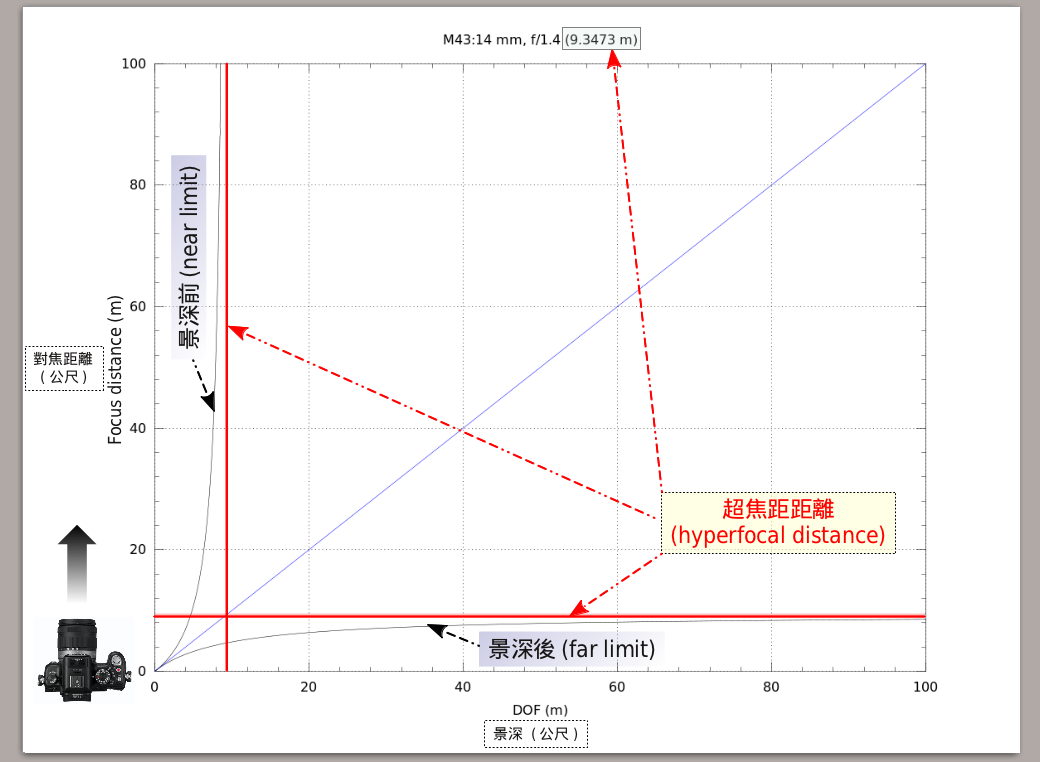 M43:14 mm, f/1.4 (9.3473 m)
100
80
60
40
20
0
景深前 (near limit)
Focus distance (m)
對焦距離
(公尺)
超焦距距離
(hyperfocal distance)
景深後 (far limit)
0 20 40 60 80 100
DOF (m)
景深 (公尺)